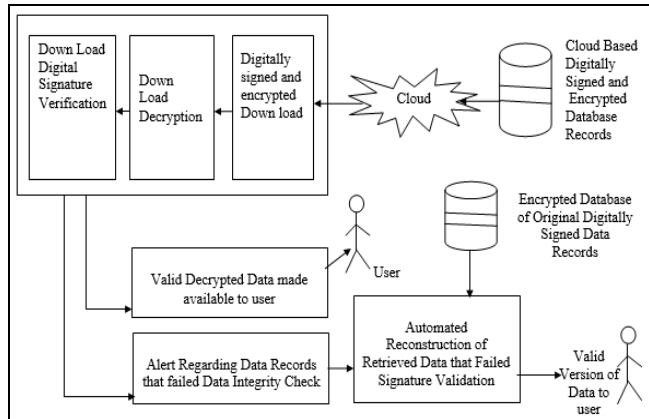 Down Load
Digital
Signature
Verification
Down
Load
Decryption
Digitally
signed and
encrypted
Down load
Cloud
Cloud Based
Digitally
Signed and
Encrypted
Database
Records
Encrypted Database
of Original Digitally
Signed Data
Records
Valid Decrypted Data made
available to user
User
Alert Regarding Data Records
that failed Data Integrity Check
Automated
Reconstruction of
Retrieved Data that Failed
Signature Validation
Valid
Version of
Data to
user